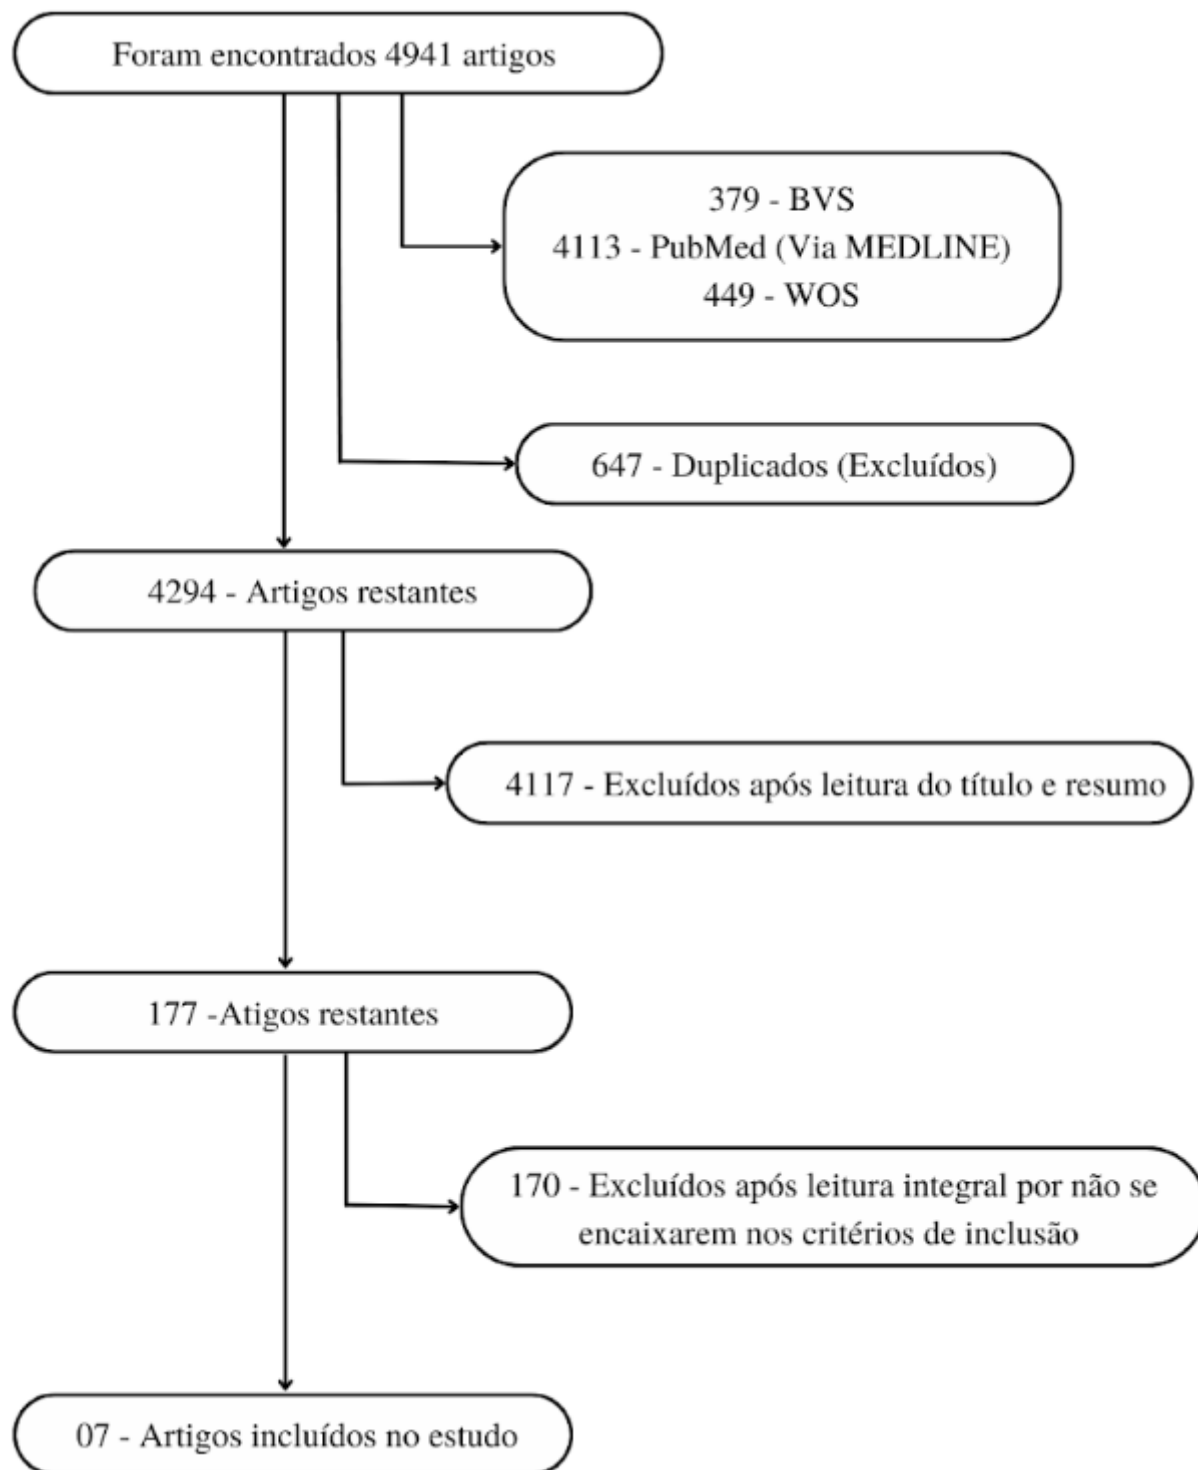 Foram encontrados 4941 artigos
379 - BVS
4113 - PubMed (Via MEDLINE)
449 - WOS
647 - Duplicados (Excluídos)
4294 - Artigos restantes
4117 - Excluídos após leitura do título e resumo
177 -Atigos restantes
170 - Excluídos após leitura integral por não se
encaixarem nos critérios de inclusão
07 - Artigos incluídos no estudo